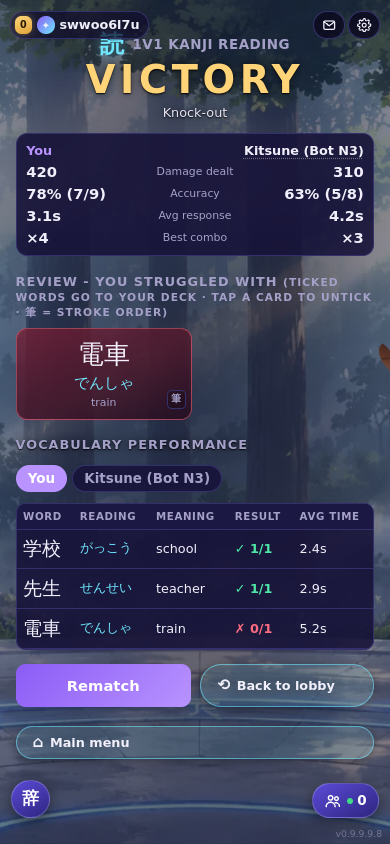 0 swwoo6l7u
読 1V1 KANJI READING
VICTORY
Knock-out
You Kitsune (Bot N3)
420 Damage dealt 310
78% (7/9) Accuracy 63% (5/8)
3.1s Avg response 4.2s
×4 Best combo ×3
REVIEW - YOU STRUGGLED WITH (TICKED
WORDS GO TO YOUR DECK · TAP A CARD TO UNTICK
· 筆 = STROKE ORDER)
電車
でんしゃ
train
筆
VOCABULARY PERFORMANCE
You Kitsune (Bot N3)
WORD READING MEANING RESULT AVG TIME
学校 がっこう school ✓ 1/1 2.4s
先生 せんせい teacher ✓ 1/1 2.9s
電車 でんしゃ train ✗ 0/1 5.2s
Rematch ⟲ Back to lobby
⌂ Main menu
辞 0
v0.9.9.9.8